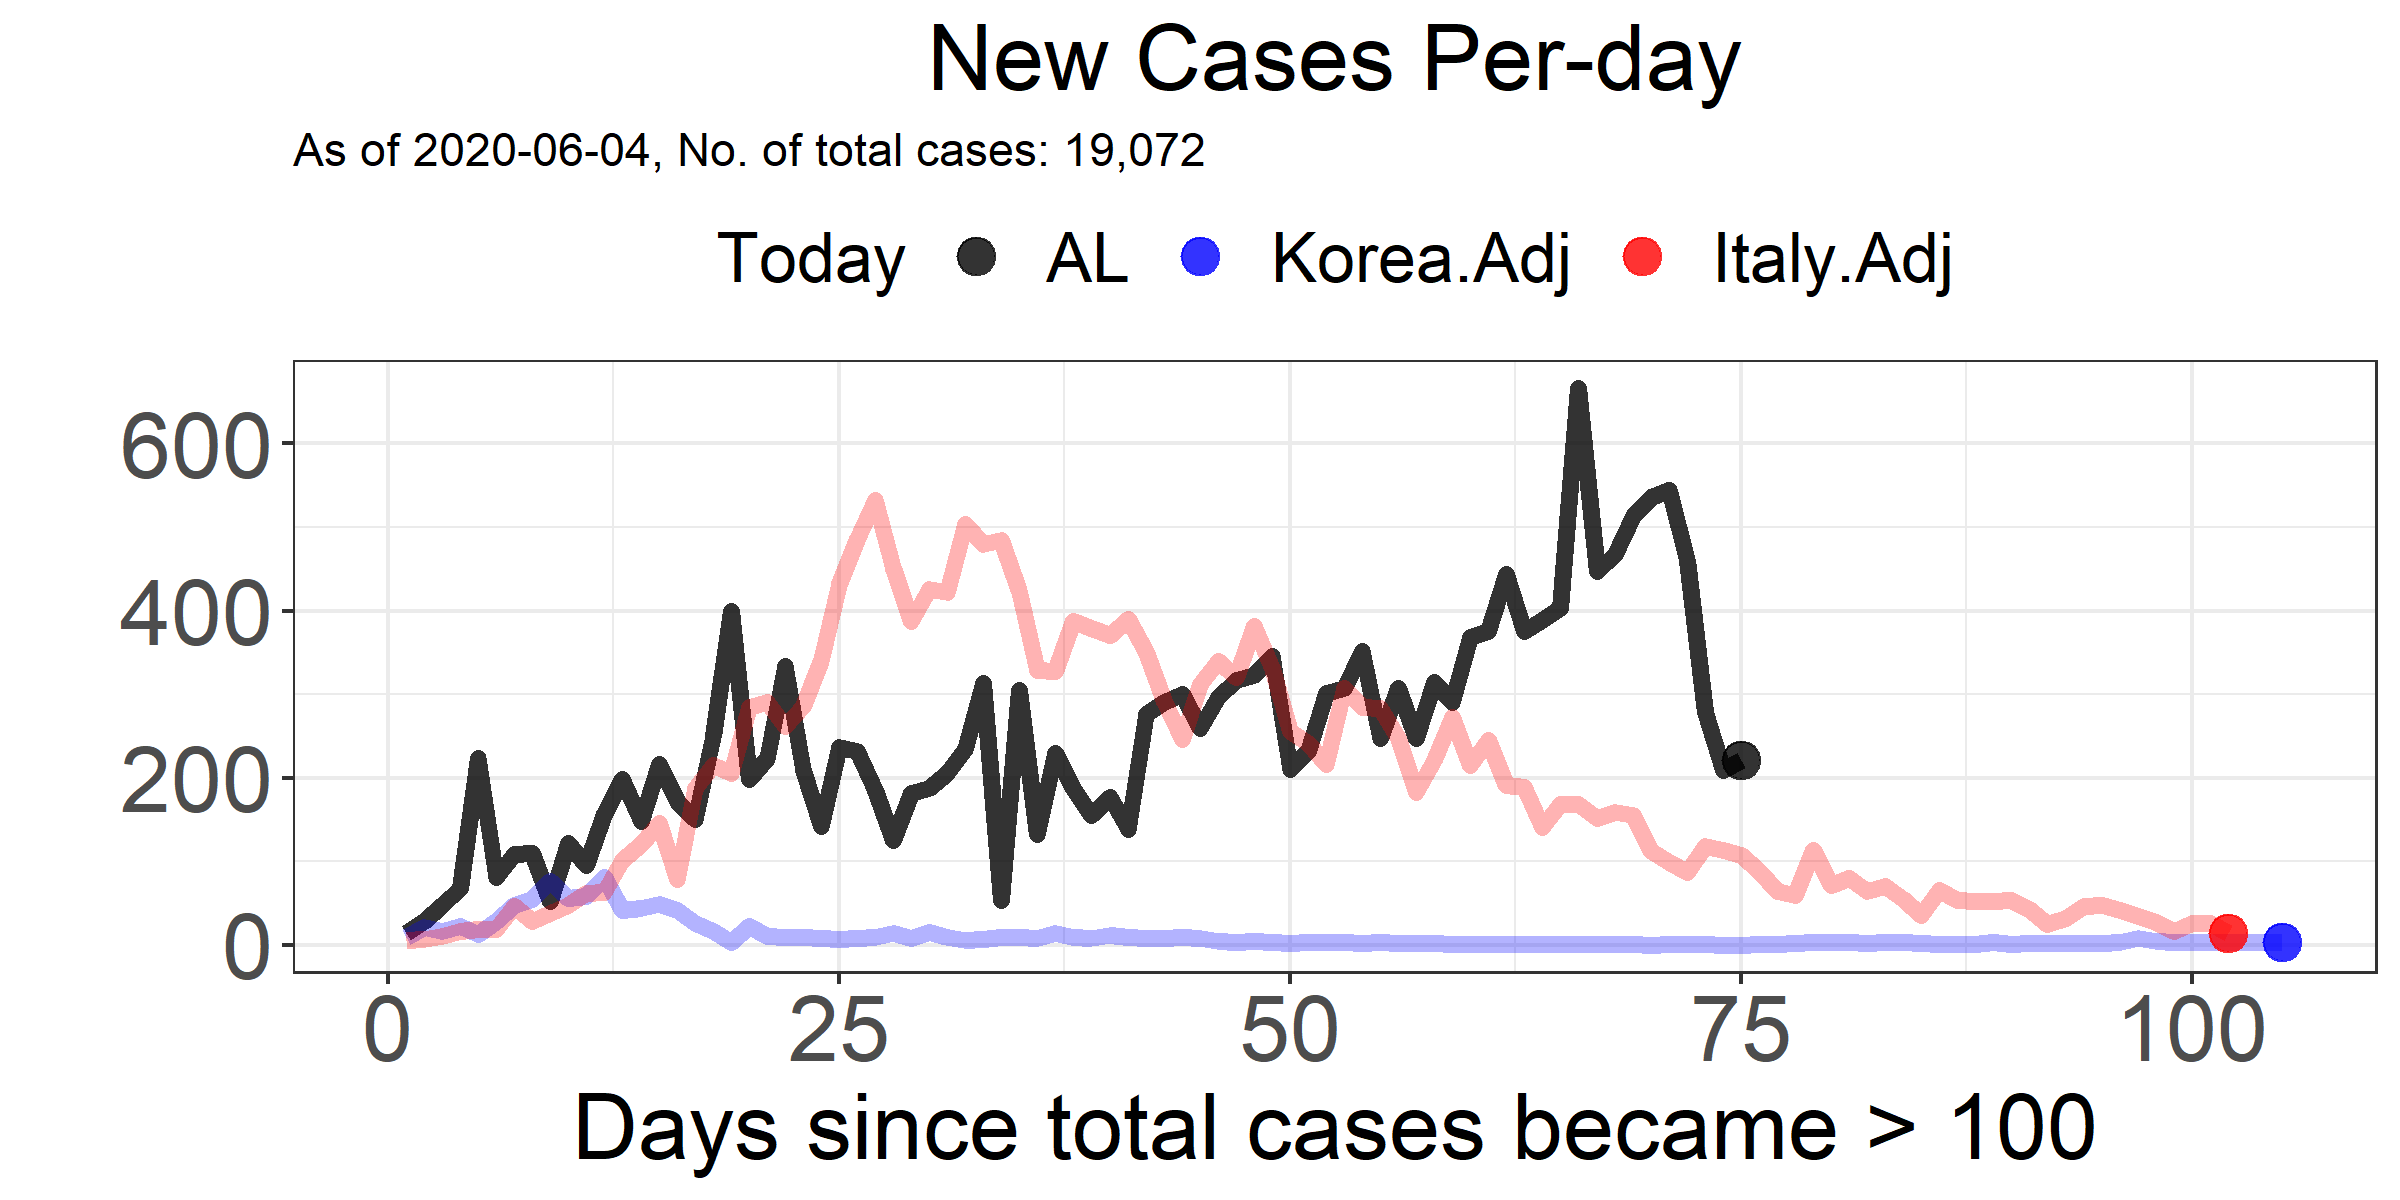 New Cases Per-day
As of 2020-06-04, No. of total cases: 19,072
Today AL Korea.Adj Italy.Adj
600
400
200
0
0 25 50 75 100
Days since total cases became > 100